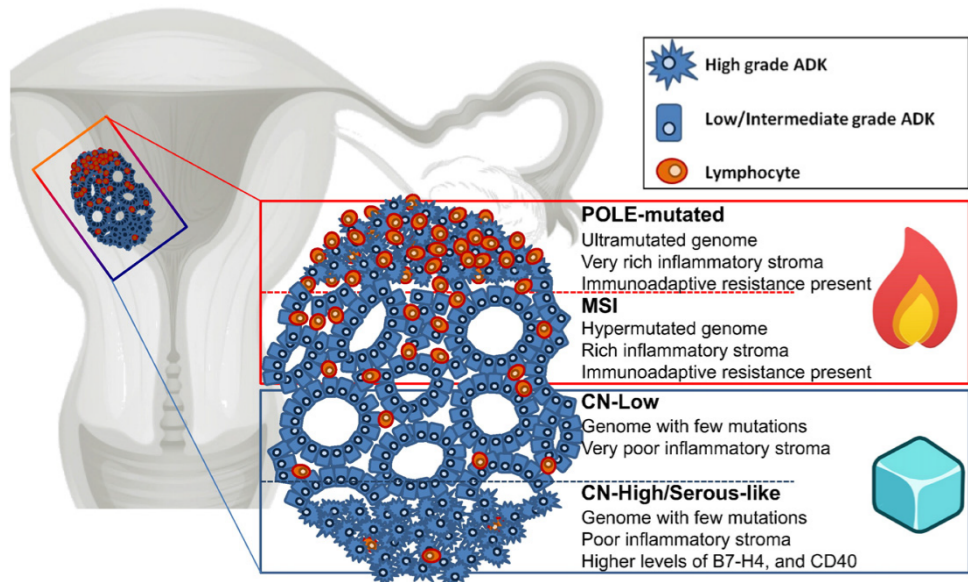 High grade ADK
Low/Intermediate grade ADK
Lymphocyte
POLE-mutated
Ultramutated genome
Very rich inflammatory stroma
Immunoadaptive resistance present
MSI
Hypermutated genome
Rich inflammatory stroma
Immunoadaptive resistance present
CN-Low
Genome with few mutations
Very poor inflammatory stroma
CN-High/Serous-like
Genome with few mutations
Poor inflammatory stroma
Higher levels of B7-H4, and CD40